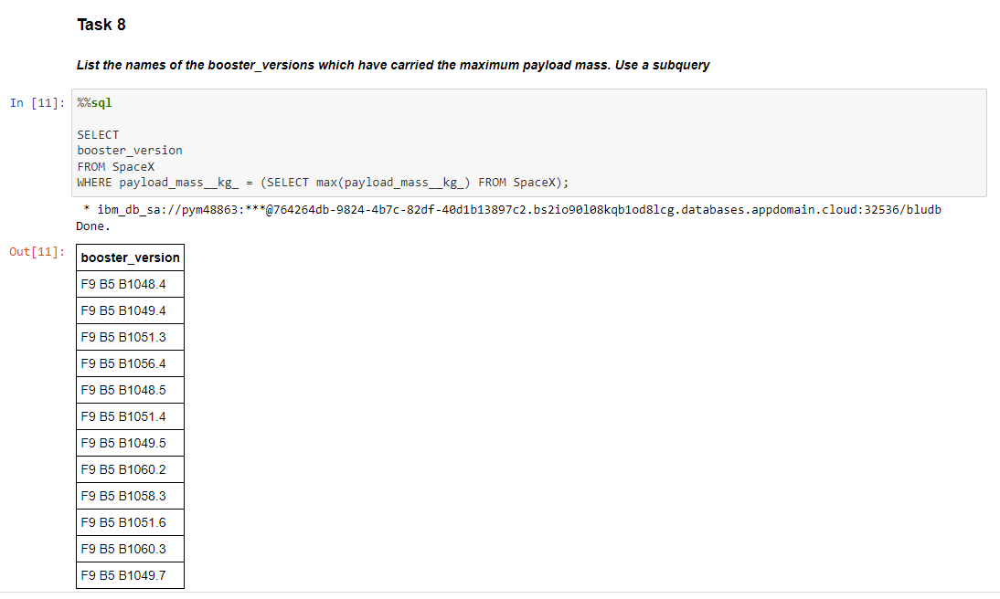 Task 8
List the names of the booster_versions which have carried the maximum payload mass. Use a subquery
In [11]:
%%sql
SELECT
booster_version
FROM SpaceX
WHERE payload_mass__kg_ = (SELECT max(payload_mass__kg_) FROM SpaceX);
* ibm_db_sa://pym48863:***@764264db-9824-4b7c-82df-40d1b13897c2.bs2io90l08kqb1od8lcg.databases.appdomain.cloud:32536/bludb
Done.
Out[11]:
booster_version
F9 B5 B1048.4
F9 B5 B1049.4
F9 B5 B1051.3
F9 B5 B1056.4
F9 B5 B1048.5
F9 B5 B1051.4
F9 B5 B1049.5
F9 B5 B1060.2
F9 B5 B1058.3
F9 B5 B1051.6
F9 B5 B1060.3
F9 B5 B1049.7